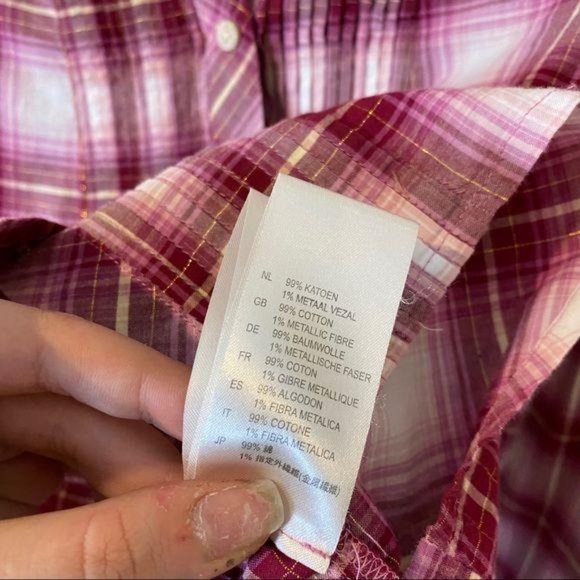 NL 99% KATOEN
1% METAAL VEZAL
GB 99% COTTON
1% METALLIC FIBRE
DE 99% BAUMWOLLE
1% METALLISCHE FASER
FR 99% COTON
1% GIBRE METALLIQUE
ES 99% ALGODON
1% FIBRA METALICA
IT 99% COTONE
1% FIBRA METALICA
JP 99% 綿
1% 指定外纖維(金属纖維)